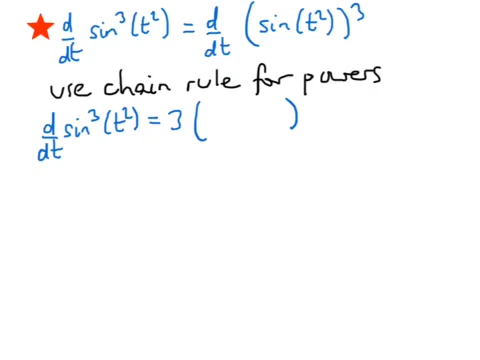 d/dt sin³(t²) = d/dt (sin(t²))³
use chain rule for powers
d/dt sin³(t²) = 3 (          )